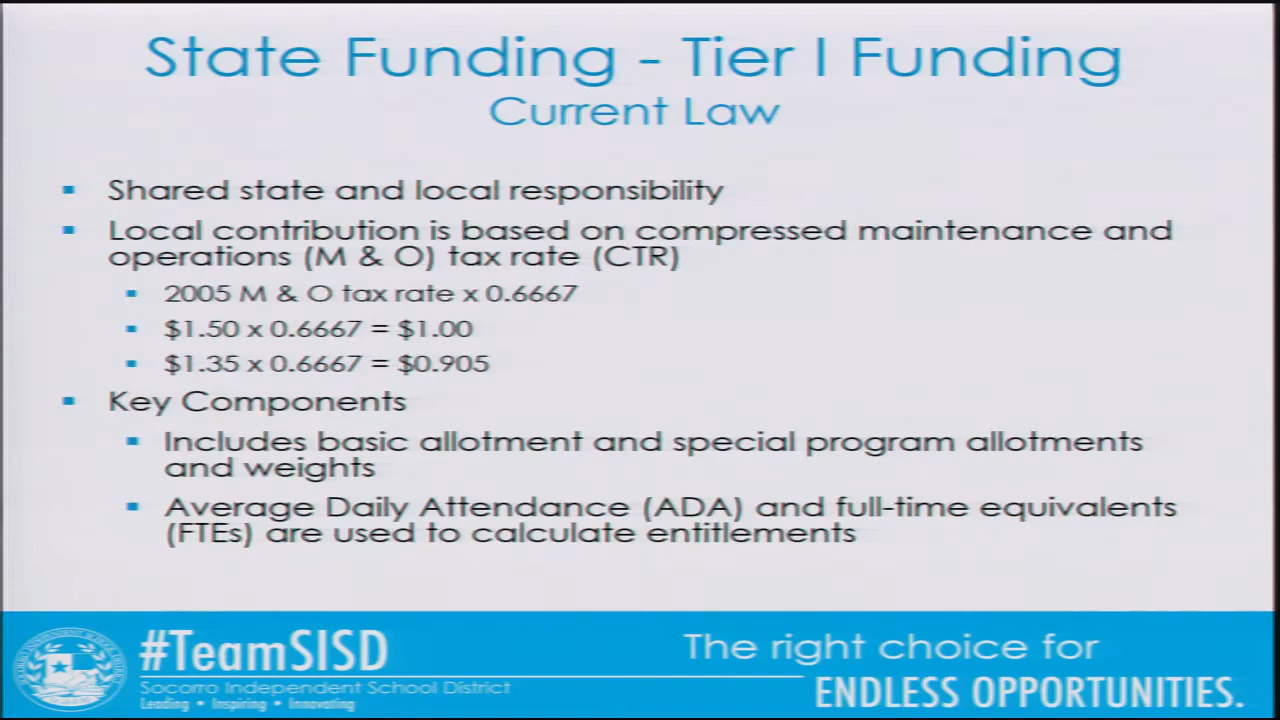 State Funding - Tier I Funding
Current Law
Shared state and local responsibility
Local contribution is based on compressed maintenance and
operations (M & O) tax rate (CTR)
2005 M & O tax rate x 0.6667
$1.50 x 0.6667 = $1.00
$1.35 x 0.6667 = $0.905
Key Components
Includes basic allotment and special program allotments
and weights
Average Daily Attendance (ADA) and full-time equivalents
(FTEs) are used to calculate entitlements
#TeamSISD
Socorro Independent School District
Leading • Inspiring • Innovating
The right choice for
ENDLESS OPPORTUNITIES.